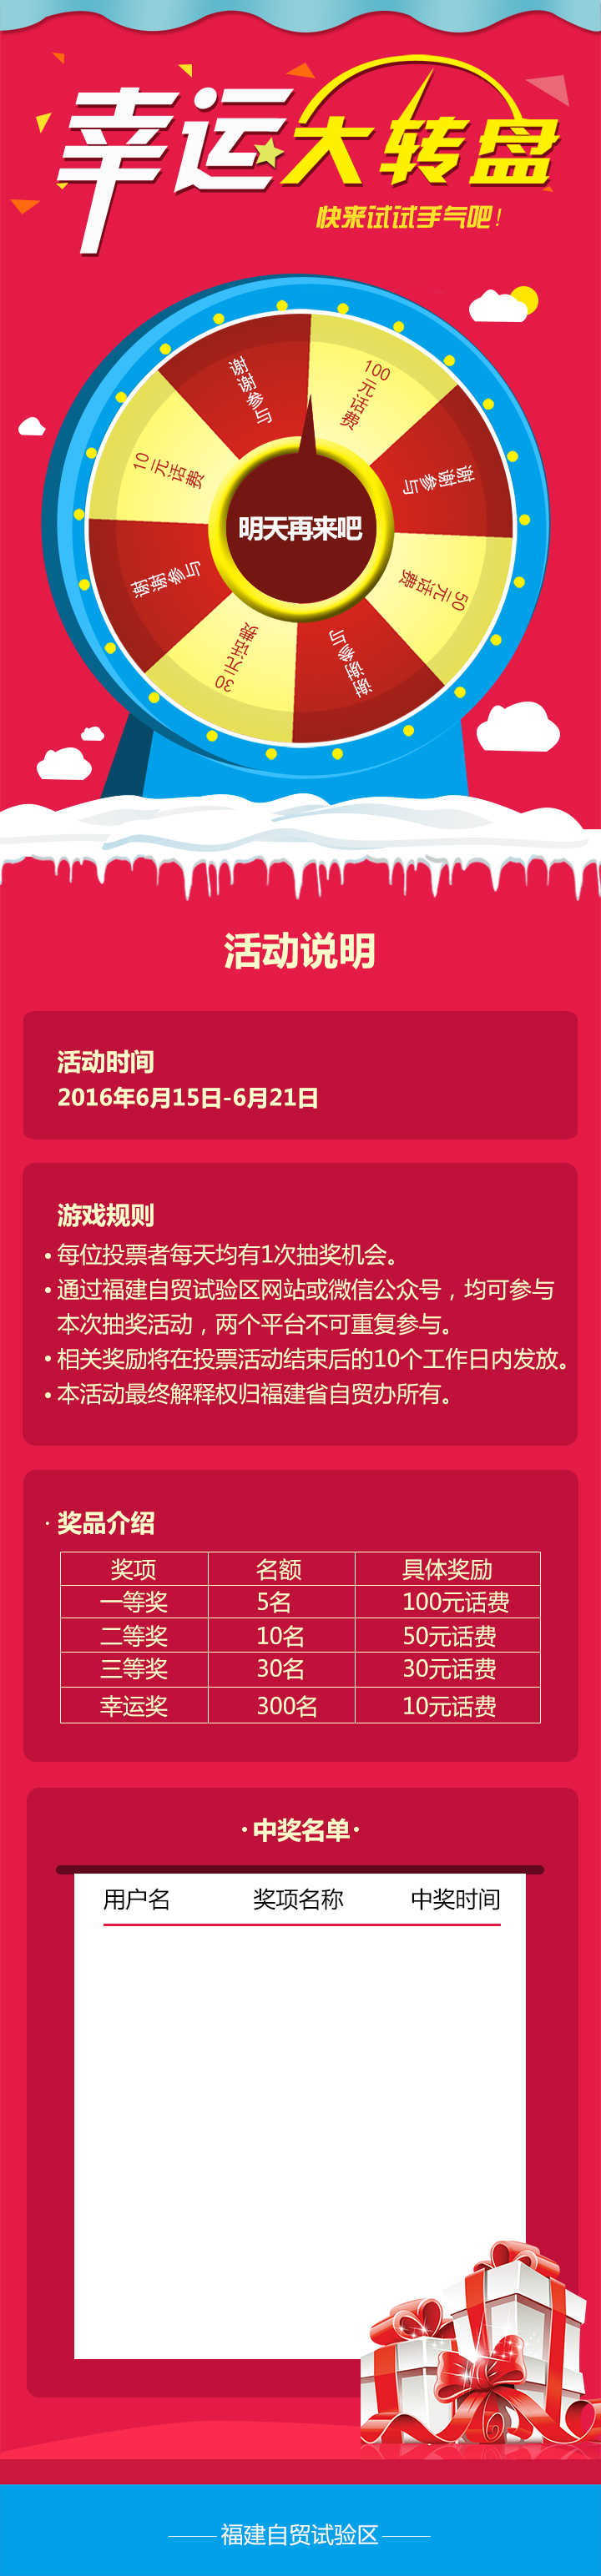 幸运大转盘
快来试试手气吧！
谢谢参与
100元话费
谢谢参与
50元话费
谢谢参与
30元话费
谢谢参与
10元话费
明天再来吧
活动说明
活动时间
2016年6月15日-6月21日
游戏规则
• 每位投票者每天均有1次抽奖机会。
• 通过福建自贸试验区网站或微信公众号，均可参与
本次抽奖活动，两个平台不可重复参与。
• 相关奖励将在投票活动结束后的10个工作日内发放。
• 本活动最终解释权归福建省自贸办所有。
· 奖品介绍
奖项 名额 具体奖励
一等奖 5名 100元话费
二等奖 10名 50元话费
三等奖 30名 30元话费
幸运奖 300名 10元话费
·中奖名单·
用户名 奖项名称 中奖时间
福建自贸试验区